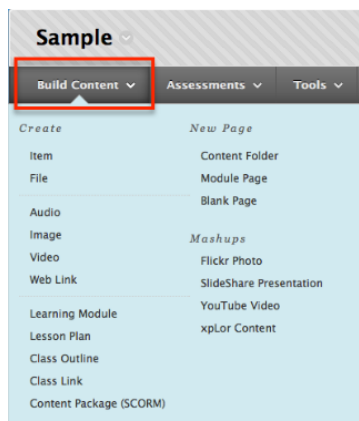 Sample
Build Content
Assessments
Tools
Create
Item
File
Audio
Image
Video
Web Link
Learning Module
Lesson Plan
Class Outline
Class Link
Content Package (SCORM)
New Page
Content Folder
Module Page
Blank Page
Mashups
Flickr Photo
SlideShare Presentation
YouTube Video
xpLor Content